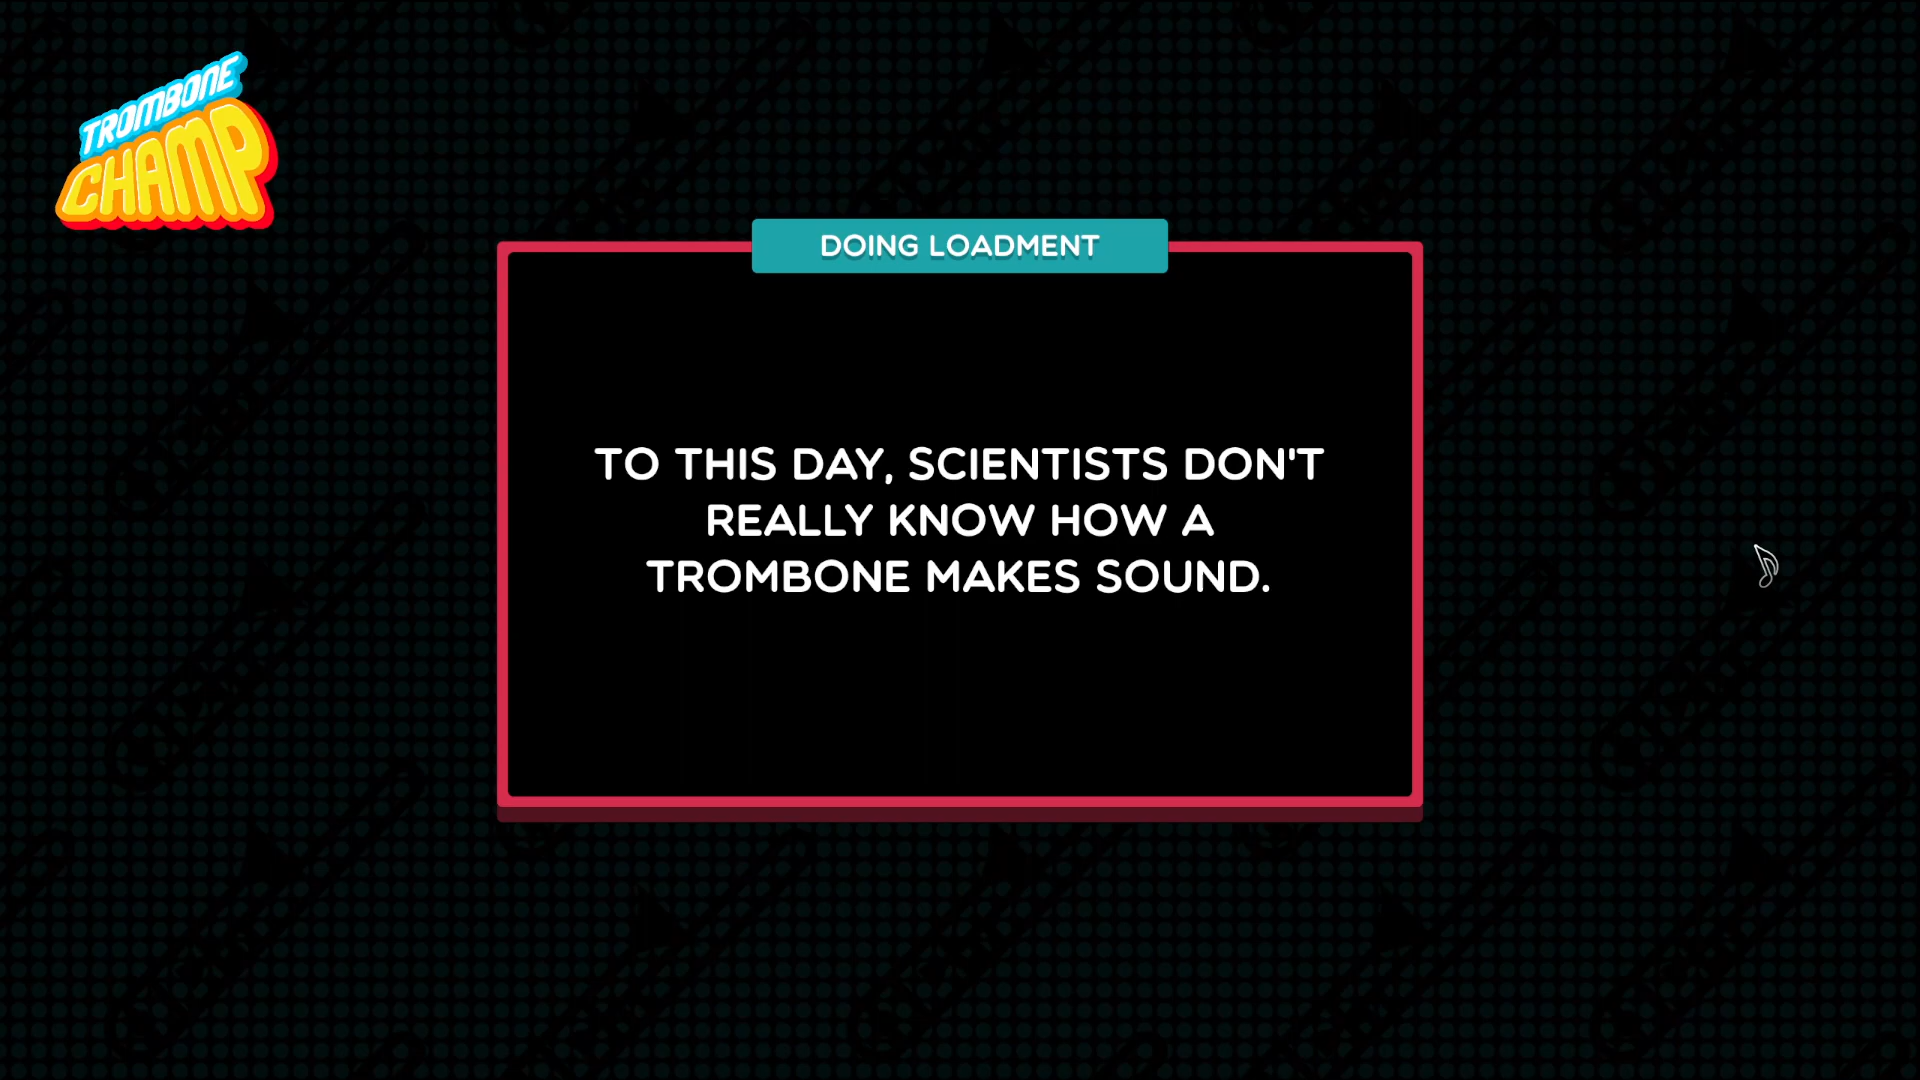 TROMBONE
CHAMP
DOING LOADMENT
TO THIS DAY, SCIENTISTS DON'T
REALLY KNOW HOW A
TROMBONE MAKES SOUND.